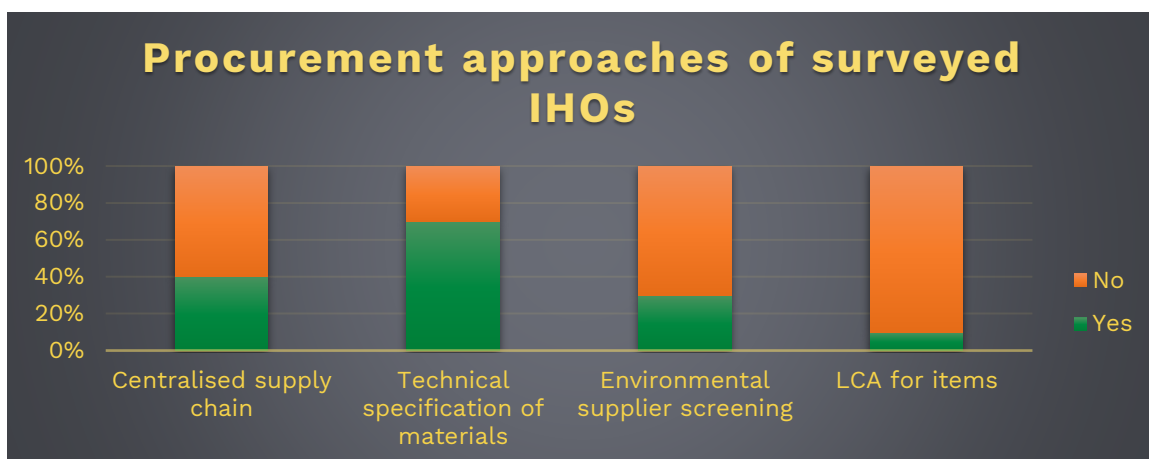 Procurement approaches of surveyed
IHOs
100%
80%
60%
40%
20%
0%
Centralised supply
chain
Technical
specification of
materials
Environmental
supplier screening
LCA for items
No
Yes